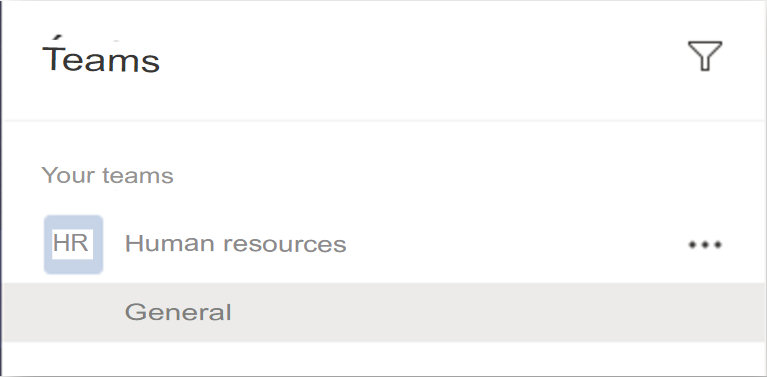 Teams
Your teams
HR Human resources
General